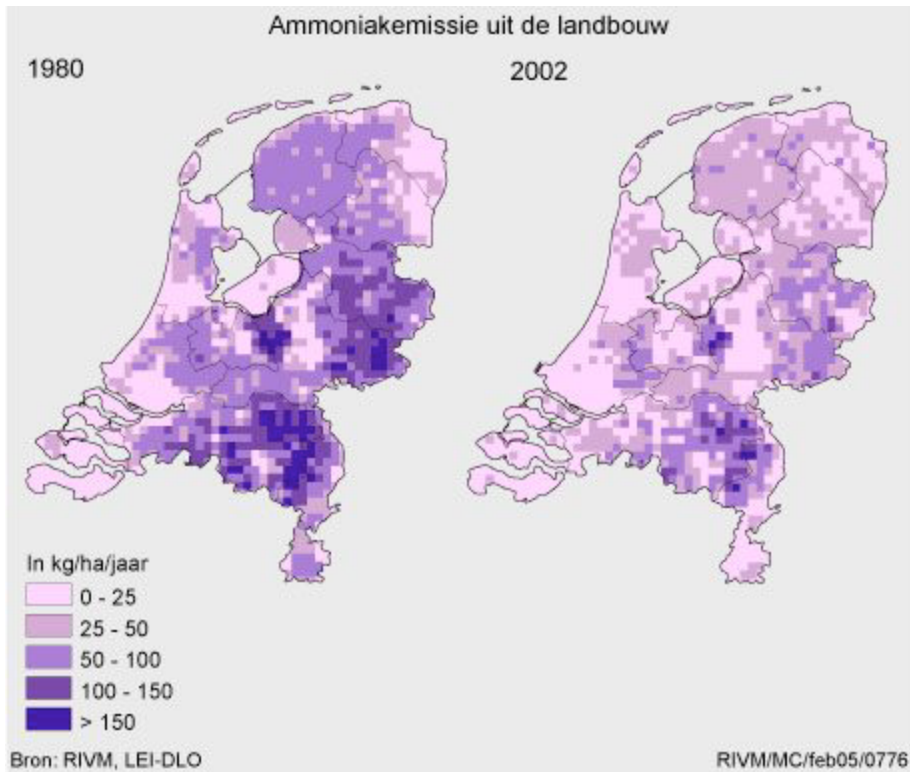 Ammoniakemissie uit de landbouw
1980
2002
In kg/ha/jaar
0 - 25
25 - 50
50 - 100
100 - 150
> 150
Bron: RIVM, LEI-DLO
RIVM/MC/feb05/0776